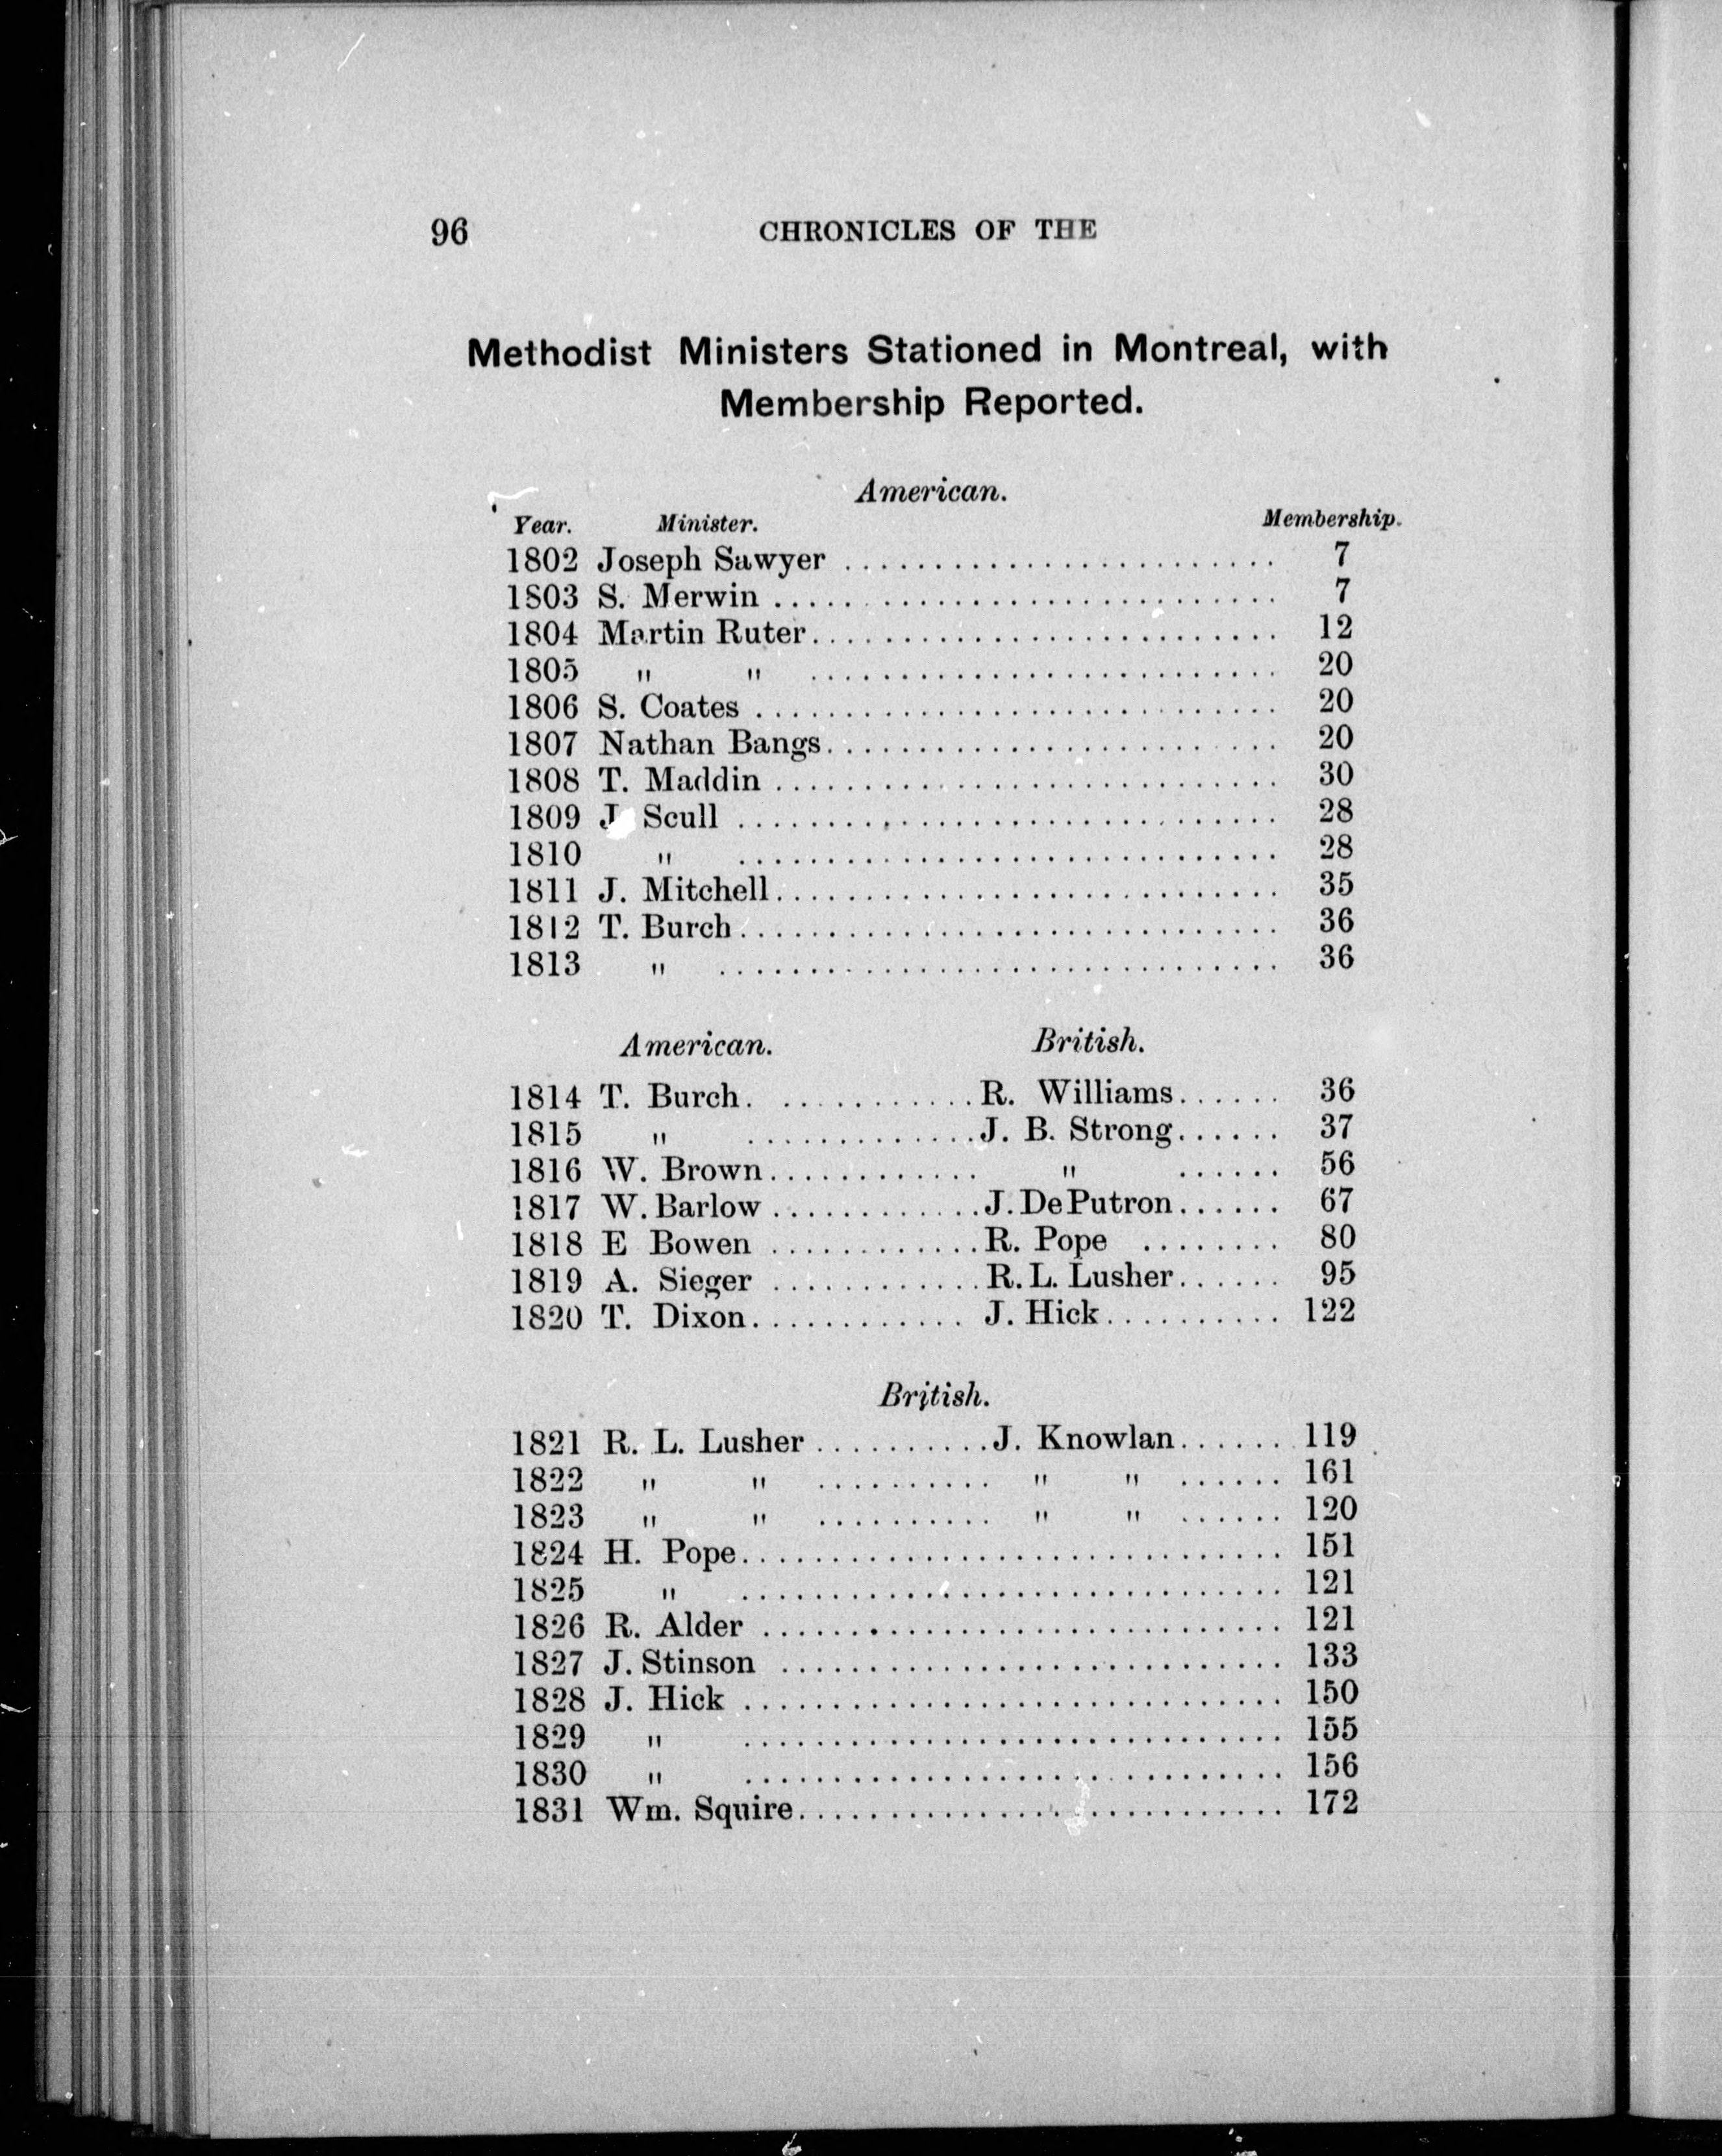 96 CHRONICLES OF THE
Methodist Ministers Stationed in Montreal, with
Membership Reported.
American.
Year. Minister. Membership.
1802 Joseph Sawyer ........................ 7
1803 S. Merwin ............................ 7
1804 Martin Ruter.......................... 12
1805 " " .......................... 20
1806 S. Coates ............................. 20
1807 Nathan Bangs......................... 20
1808 T. Maddin ............................ 30
1809 J. Scull .............................. 28
1810 " .............................. 28
1811 J. Mitchell............................ 35
1812 T. Burch.............................. 36
1813 " ............................... 36
American. British.
1814 T. Burch. ...........R. Williams...... 36
1815 " .............J. B. Strong...... 37
1816 W. Brown............ " ...... 56
1817 W. Barlow ............J. DePutron...... 67
1818 E Bowen ............R. Pope ........ 80
1819 A. Sieger ............R. L. Lusher...... 95
1820 T. Dixon............ J. Hick.......... 122
British.
1821 R. L. Lusher ..........J. Knowlan...... 119
1822 " " .......... " " ...... 161
1823 " " .......... " " ...... 120
1824 H. Pope.............................. 151
1825 " .............................. 121
1826 R. Alder ............................. 121
1827 J. Stinson ............................ 133
1828 J. Hick .............................. 150
1829 " .............................. 155
1830 " .............................. 156
1831 Wm. Squire........................... 172